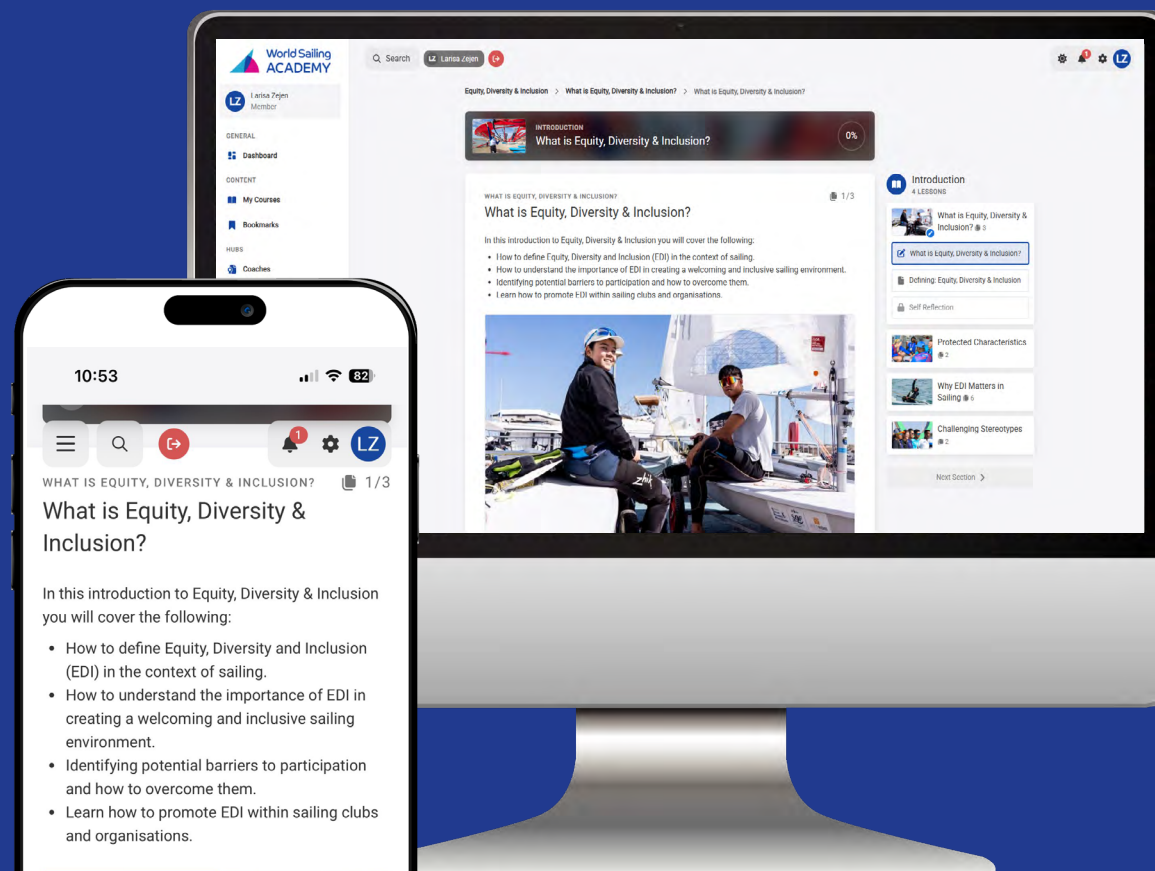 World Sailing
ACADEMY
Search
LZ Larisa Zejen
1
LZ
LZ
Larisa Zejen
Member
GENERAL
Dashboard
CONTENT
My Courses
Bookmarks
HUBS
Coaches
Equity, Diversity & Inclusion > What is Equity, Diversity & Inclusion? > What is Equity, Diversity & Inclusion?
INTRODUCTION
What is Equity, Diversity & Inclusion?
0%
WHAT IS EQUITY, DIVERSITY & INCLUSION?
1/3
What is Equity, Diversity & Inclusion?
In this introduction to Equity, Diversity & Inclusion you will cover the following:
• How to define Equity, Diversity and Inclusion (EDI) in the context of sailing.
• How to understand the importance of EDI in creating a welcoming and inclusive sailing environment.
• Identifying potential barriers to participation and how to overcome them.
• Learn how to promote EDI within sailing clubs and organisations.
zhik
Introduction
4 LESSONS
What is Equity, Diversity &
Inclusion? 3
What is Equity, Diversity & Inclusion?
Defining: Equity, Diversity & Inclusion
Self Reflection
Protected Characteristics
2
Why EDI Matters in
Sailing 6
Challenging Stereotypes
2
Next Section >
10:53
82
1
LZ
WHAT IS EQUITY, DIVERSITY & INCLUSION?
1/3
What is Equity, Diversity &
Inclusion?
In this introduction to Equity, Diversity & Inclusion
you will cover the following:
• How to define Equity, Diversity and Inclusion
(EDI) in the context of sailing.
• How to understand the importance of EDI in
creating a welcoming and inclusive sailing
environment.
• Identifying potential barriers to participation
and how to overcome them.
• Learn how to promote EDI within sailing clubs
and organisations.